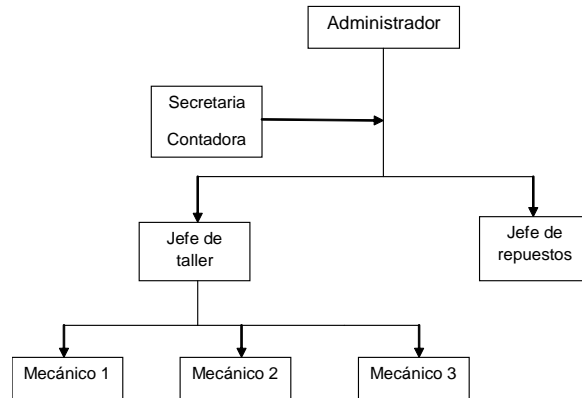 Administrador
Secretaria
Contadora
Jefe de
taller
Jefe de
repuestos
Mecánico 1
Mecánico 2
Mecánico 3